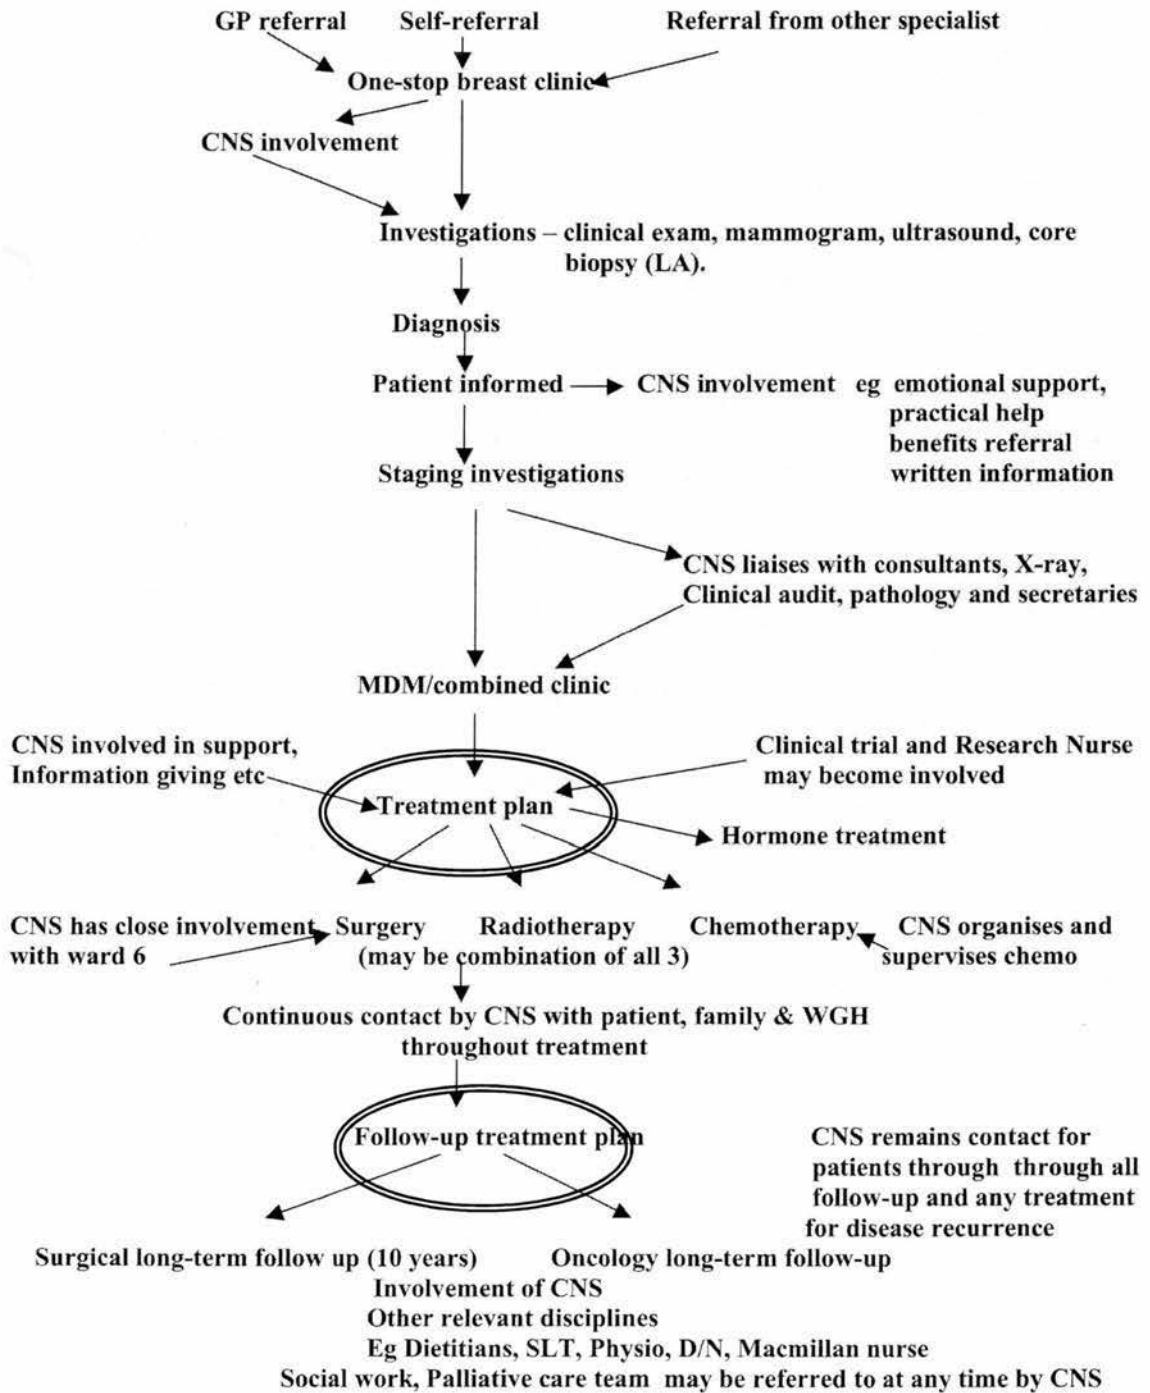 GP referral Self-referral Referral from other specialist
One-stop breast clinic
CNS involvement
Investigations – clinical exam, mammogram, ultrasound, core
biopsy (LA).
Diagnosis
Patient informed CNS involvement eg emotional support,
practical help
benefits referral
written information
Staging investigations
CNS liaises with consultants, X-ray,
Clinical audit, pathology and secretaries
MDM/combined clinic
CNS involved in support,
Information giving etc
Clinical trial and Research Nurse
may become involved
Treatment plan
Hormone treatment
CNS has close involvement
with ward 6
Surgery Radiotherapy Chemotherapy
(may be combination of all 3)
CNS organises and
supervises chemo
Continuous contact by CNS with patient, family & WGH
throughout treatment
Follow-up treatment plan
CNS remains contact for
patients through through all
follow-up and any treatment
for disease recurrence
Surgical long-term follow up (10 years) Oncology long-term follow-up
Involvement of CNS
Other relevant disciplines
Eg Dietitians, SLT, Physio, D/N, Macmillan nurse
Social work, Palliative care team may be referred to at any time by CNS